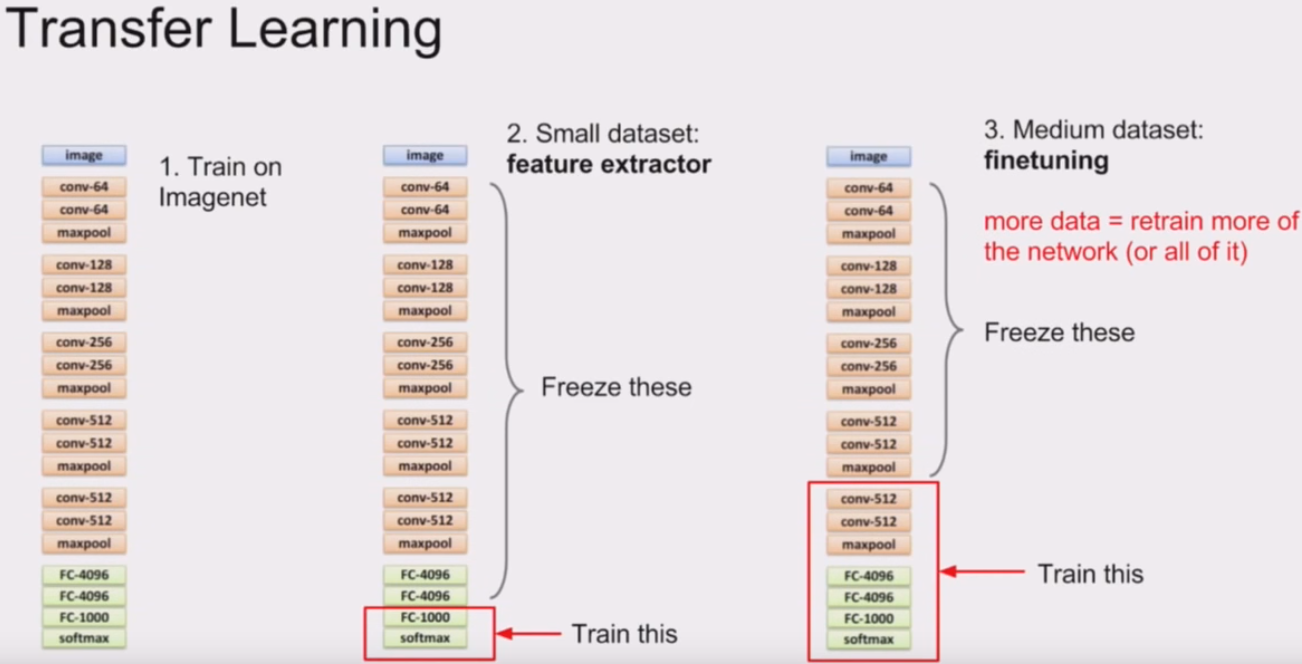 Transfer Learning
image
conv-64
conv-64
maxpool
conv-128
conv-128
maxpool
conv-256
conv-256
maxpool
conv-512
conv-512
maxpool
conv-512
conv-512
maxpool
FC-4096
FC-4096
FC-1000
softmax
1. Train on
Imagenet
image
conv-64
conv-64
maxpool
conv-128
conv-128
maxpool
conv-256
conv-256
maxpool
conv-512
conv-512
maxpool
conv-512
conv-512
maxpool
FC-4096
FC-4096
FC-1000
softmax
2. Small dataset:
feature extractor
Freeze these
Train this
image
conv-64
conv-64
maxpool
conv-128
conv-128
maxpool
conv-256
conv-256
maxpool
conv-512
conv-512
maxpool
conv-512
conv-512
maxpool
FC-4096
FC-4096
FC-1000
softmax
3. Medium dataset:
finetuning
more data = retrain more of
the network (or all of it)
Freeze these
Train this